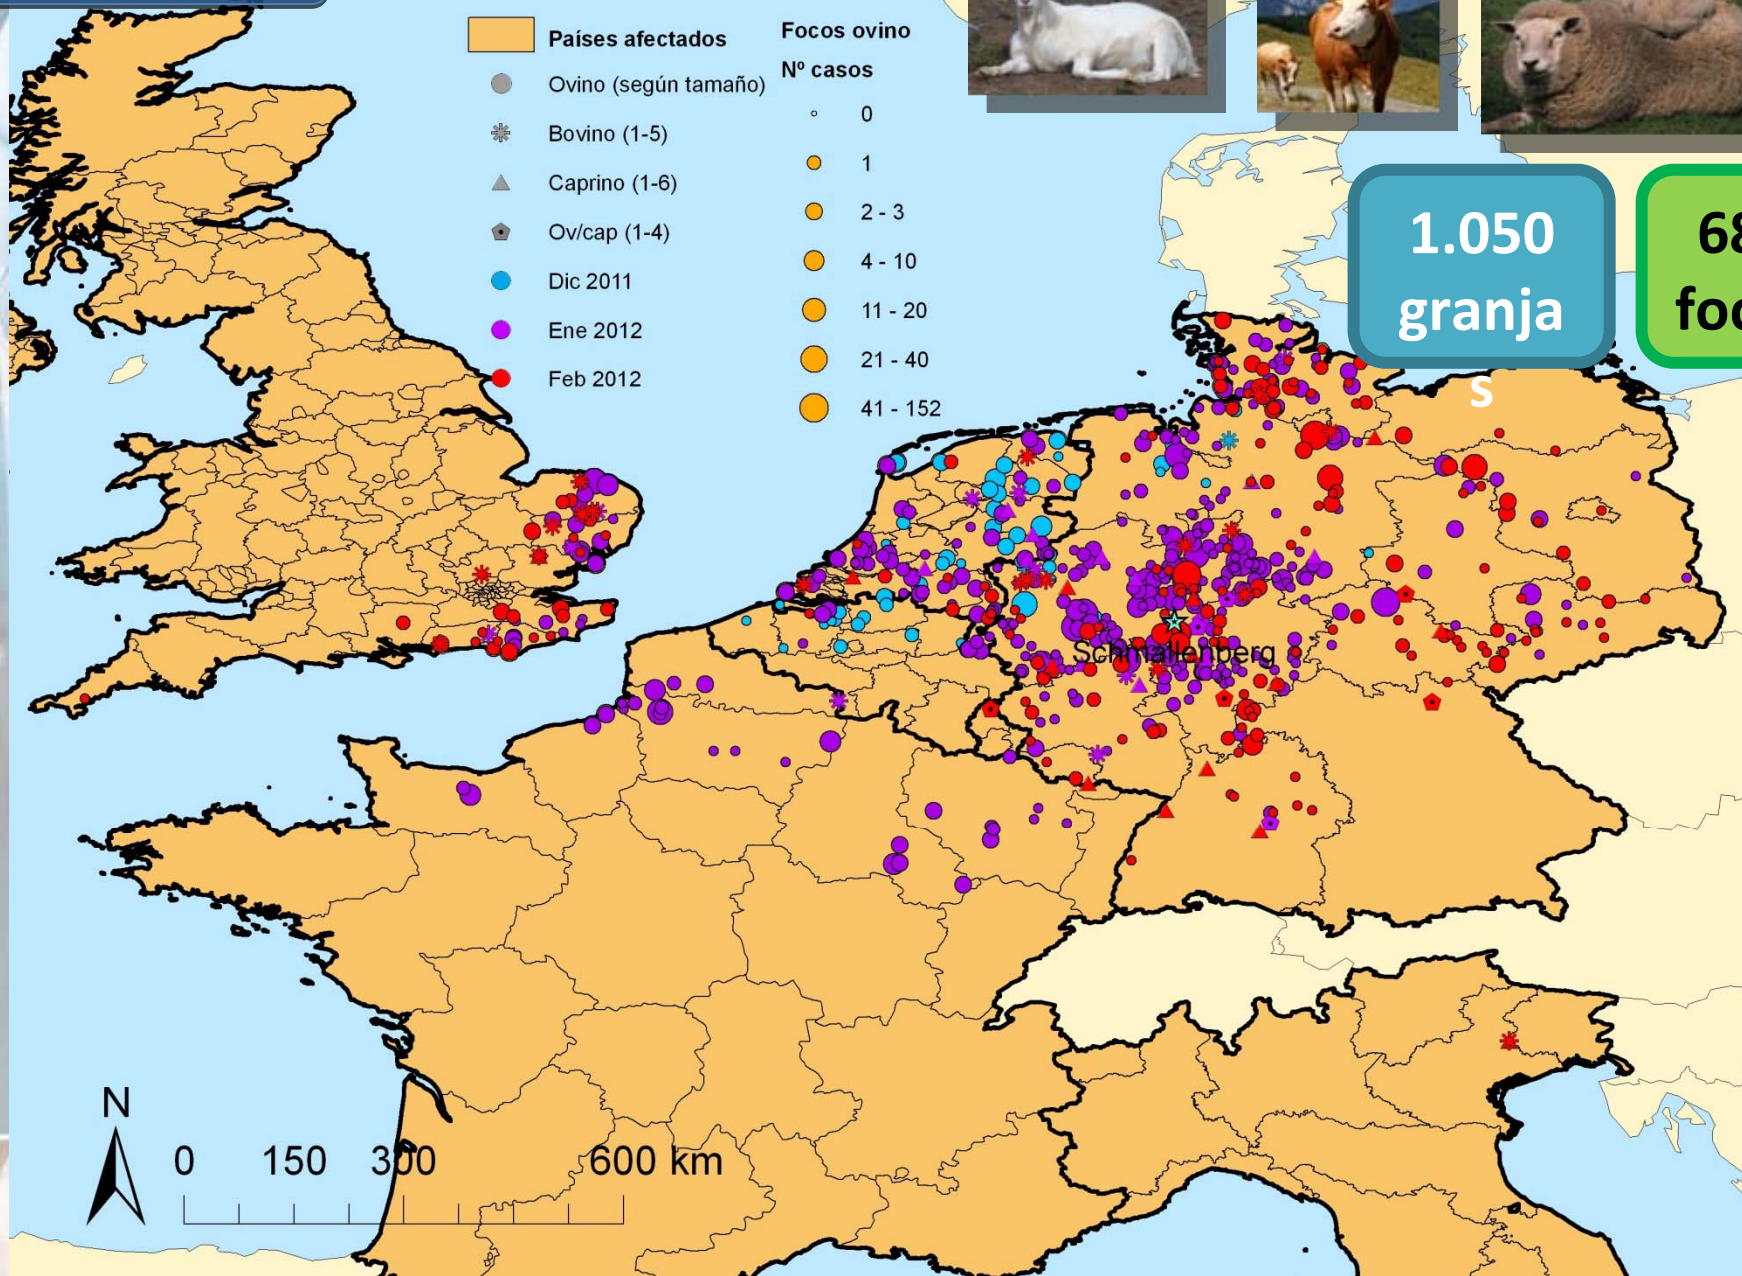 Países afectados
Ovino (según tamaño)
Bovino (1-5)
Caprino (1-6)
Ov/cap (1-4)
Dic 2011
Ene 2012
Feb 2012
Focos ovino
Nº casos
0
1
2 - 3
4 - 10
11 - 20
21 - 40
41 - 152
1.050
granja
s
68
foc
Schmallenberg
N
0 150 300 600 km